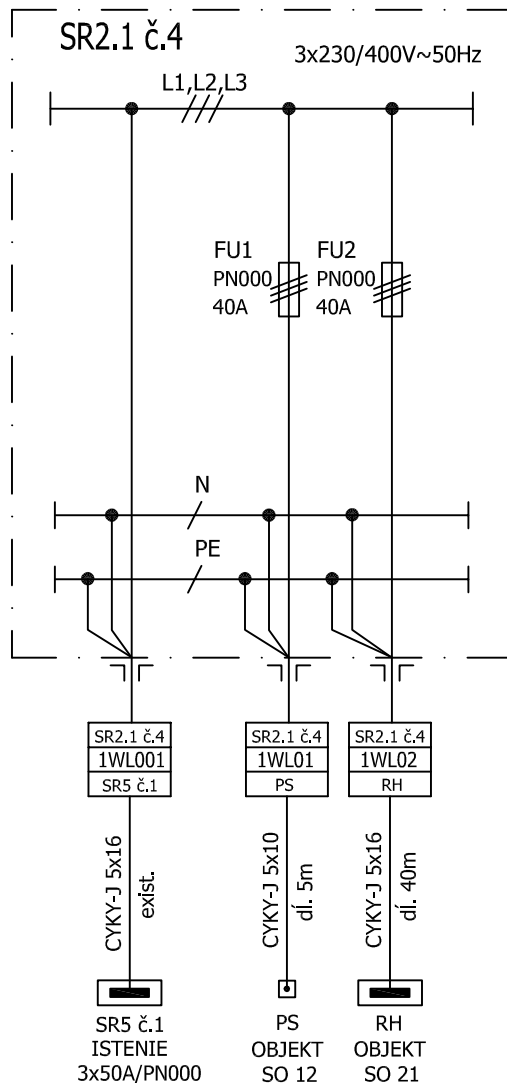 SR2.1 č.4
3x230/400V~50Hz
L1,L2,L3
FU1
PN000
40A
FU2
PN000
40A
N
PE
SR2.1 č.4
1WL001
SR5 č.1
SR2.1 č.4
1WL01
PS
SR2.1 č.4
1WL02
RH
CYKY-J 5x16
exist.
CYKY-J 5x10
dĺ. 5m
CYKY-J 5x16
dĺ. 40m
SR5 č.1
ISTENIE
3x50A/PN000
PS
OBJEKT
SO 12
RH
OBJEKT
SO 21